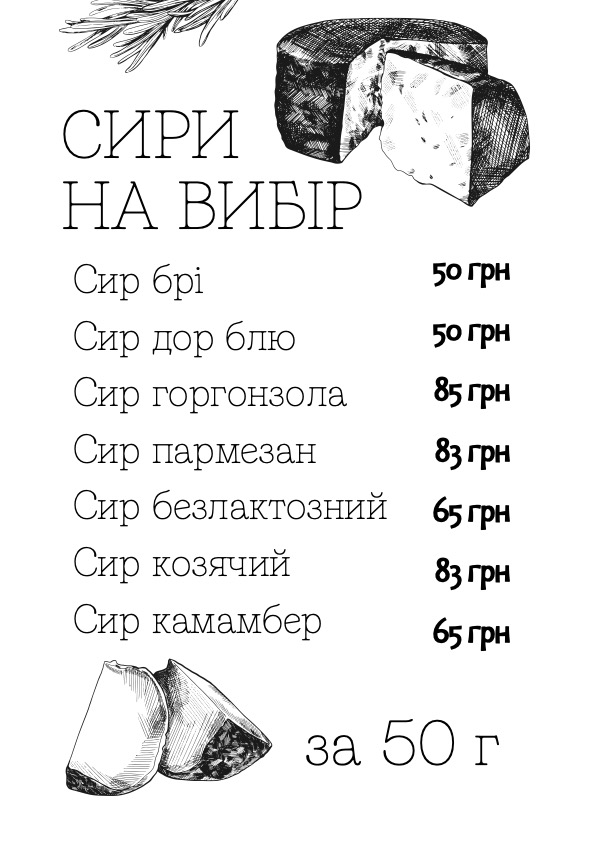 СИРИ
НА ВИБІР
Сир брі 50 грн
Сир дор блю 50 грн
Сир горгонзола 85 грн
Сир пармезан 83 грн
Сир безлактозний 65 грн
Сир козячий 83 грн
Сир камамбер 65 грн
за 50 г